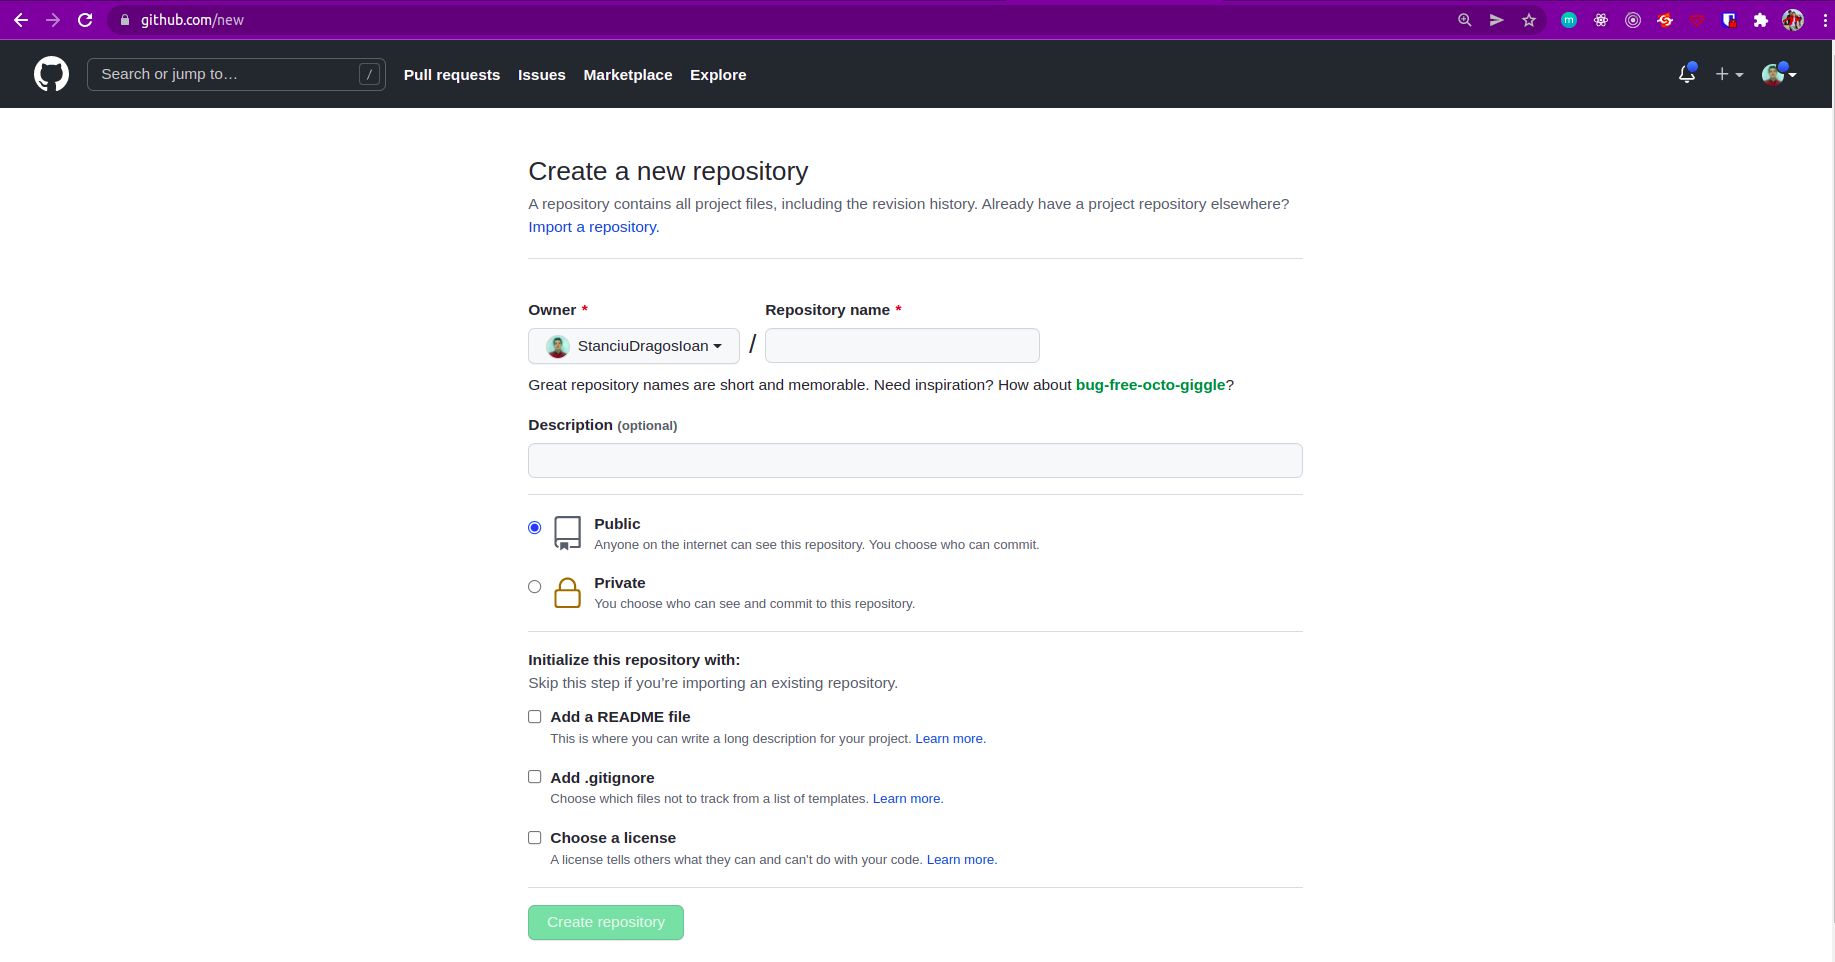 github.com/new
Search or jump to… /
Pull requests Issues Marketplace Explore
Create a new repository
A repository contains all project files, including the revision history. Already have a project repository elsewhere?
Import a repository.
Owner * Repository name *
StanciuDragosIoan /
Great repository names are short and memorable. Need inspiration? How about bug-free-octo-giggle?
Description (optional)
Public
Anyone on the internet can see this repository. You choose who can commit.
Private
You choose who can see and commit to this repository.
Initialize this repository with:
Skip this step if you’re importing an existing repository.
Add a README file
This is where you can write a long description for your project. Learn more.
Add .gitignore
Choose which files not to track from a list of templates. Learn more.
Choose a license
A license tells others what they can and can't do with your code. Learn more.
Create repository